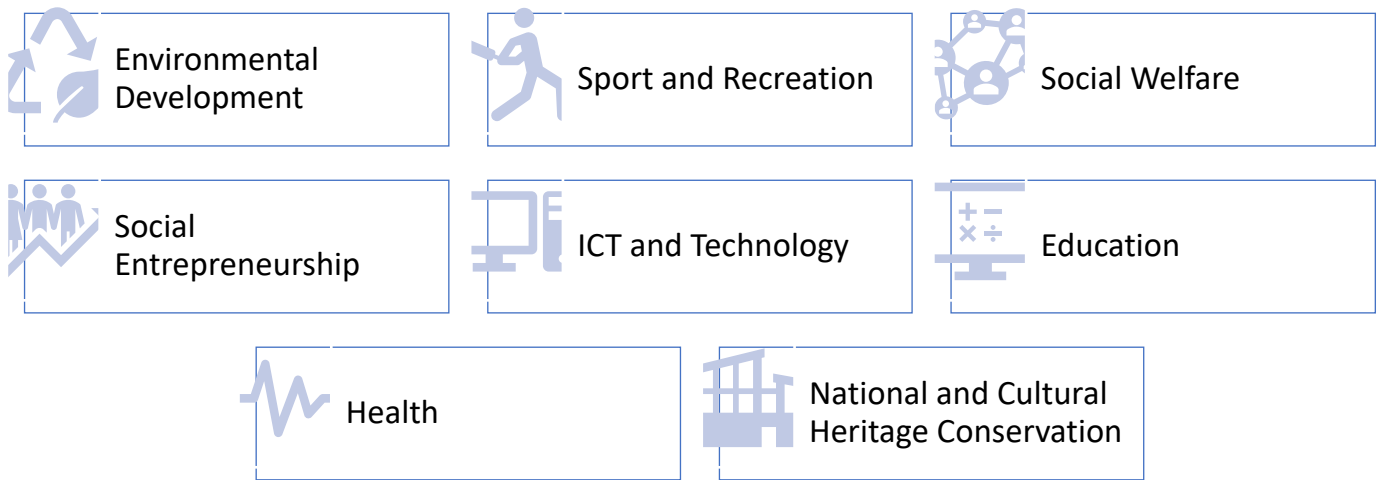 Environmental
Development
Sport and Recreation
Social Welfare
Social
Entrepreneurship
ICT and Technology
Education
Health
National and Cultural
Heritage Conservation